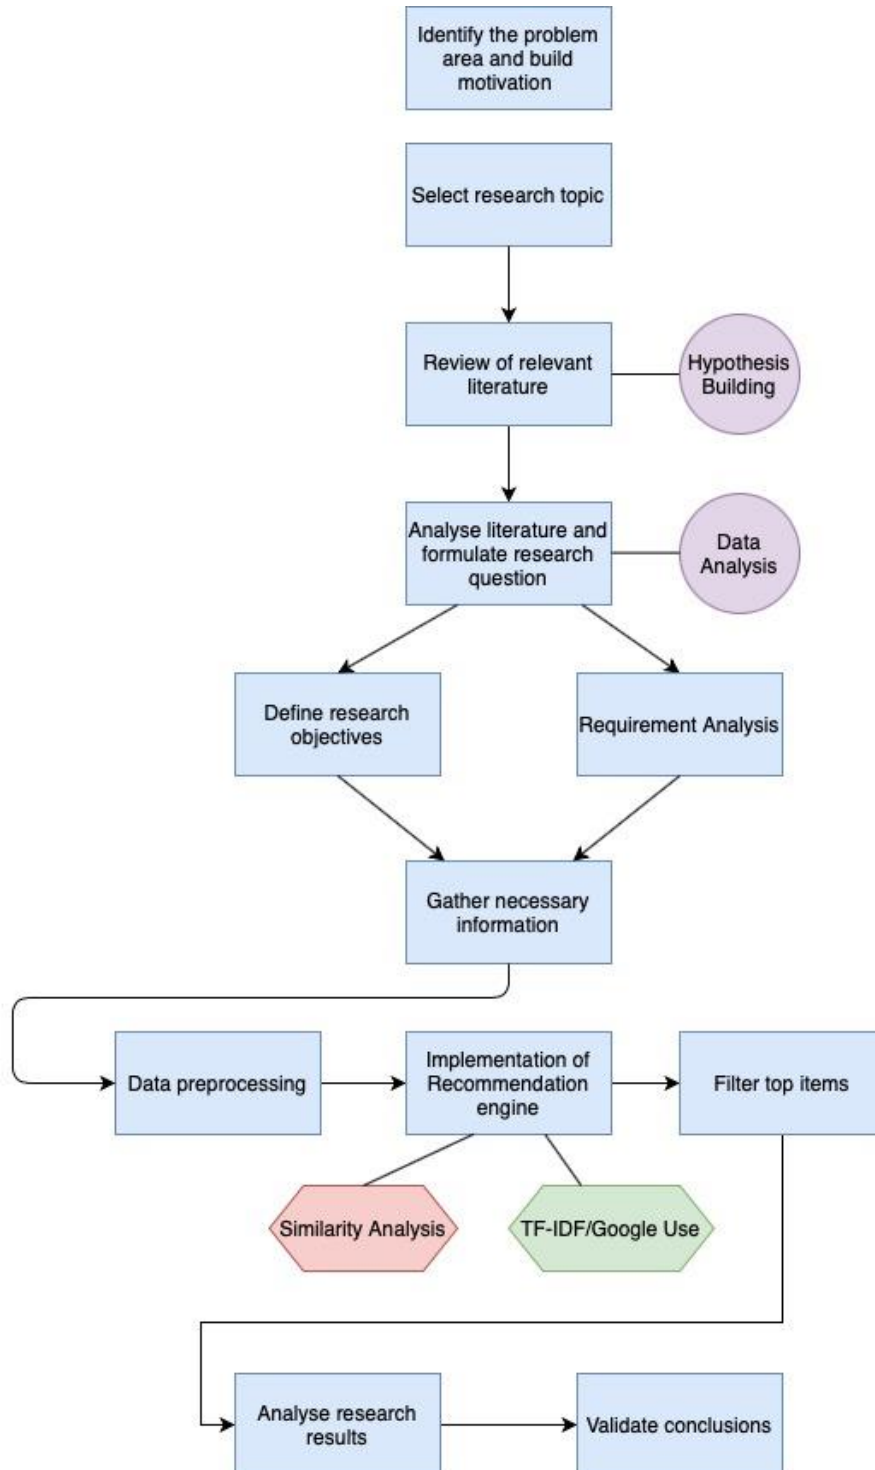 Identify the problem
area and build
motivation
Select research topic
Review of relevant
literature
Hypothesis
Building
Analyse literature and
formulate research
question
Data
Analysis
Define research
objectives
Requirement Analysis
Gather necessary
information
Data preprocessing
Implementation of
Recommendation
engine
Filter top items
Similarity Analysis
TF-IDF/Google Use
Analyse research
results
Validate conclusions